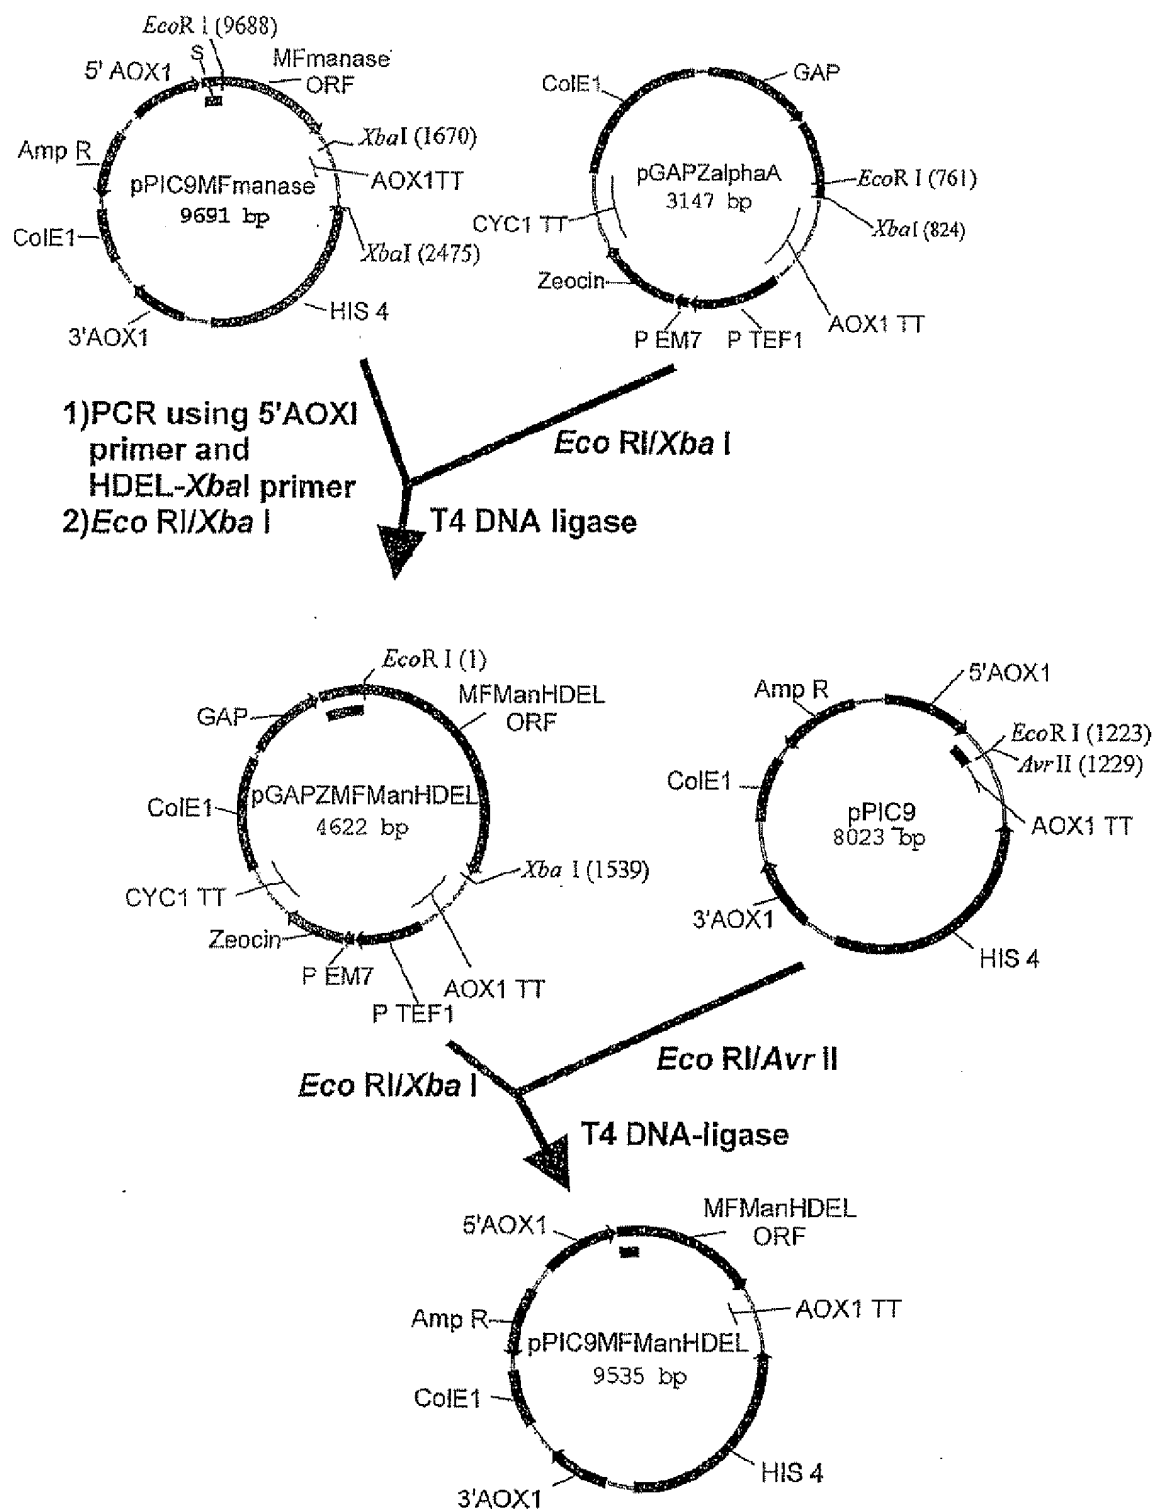 EcoR I (9688)
S
MFmanase
ORF
5' AOX1
XbaI (1670)
Amp R
pPIC9MFmanase
9691 bp
AOX1TT
ColE1
XbaI (2475)
HIS 4
3'AOX1
GAP
ColE1
pGAPZalphaA
3147 bp
EcoR I (761)
XbaI (824)
CYC1 TT
Zeocin
P EM7
P TEF1
AOX1 TT
1)PCR using 5'AOXI
primer and
HDEL-XbaI primer
2)Eco RI/Xba I
Eco RI/Xba I
T4 DNA ligase
EcoR I (1)
MFManHDEL
ORF
GAP
ColE1
pGAPZMFManHDEL
4622 bp
Xba I (1539)
CYC1 TT
Zeocin
P EM7
P TEF1
AOX1 TT
5'AOX1
Amp R
EcoR I (1223)
Avr II (1229)
ColE1
pPIC9
8023 bp
AOX1 TT
3'AOX1
HIS 4
Eco RI/Xba I
Eco RI/Avr II
T4 DNA-ligase
5'AOX1
MFManHDEL
ORF
AOX1 TT
Amp R
pPIC9MFManHDEL
9535 bp
ColE1
HIS 4
3'AOX1